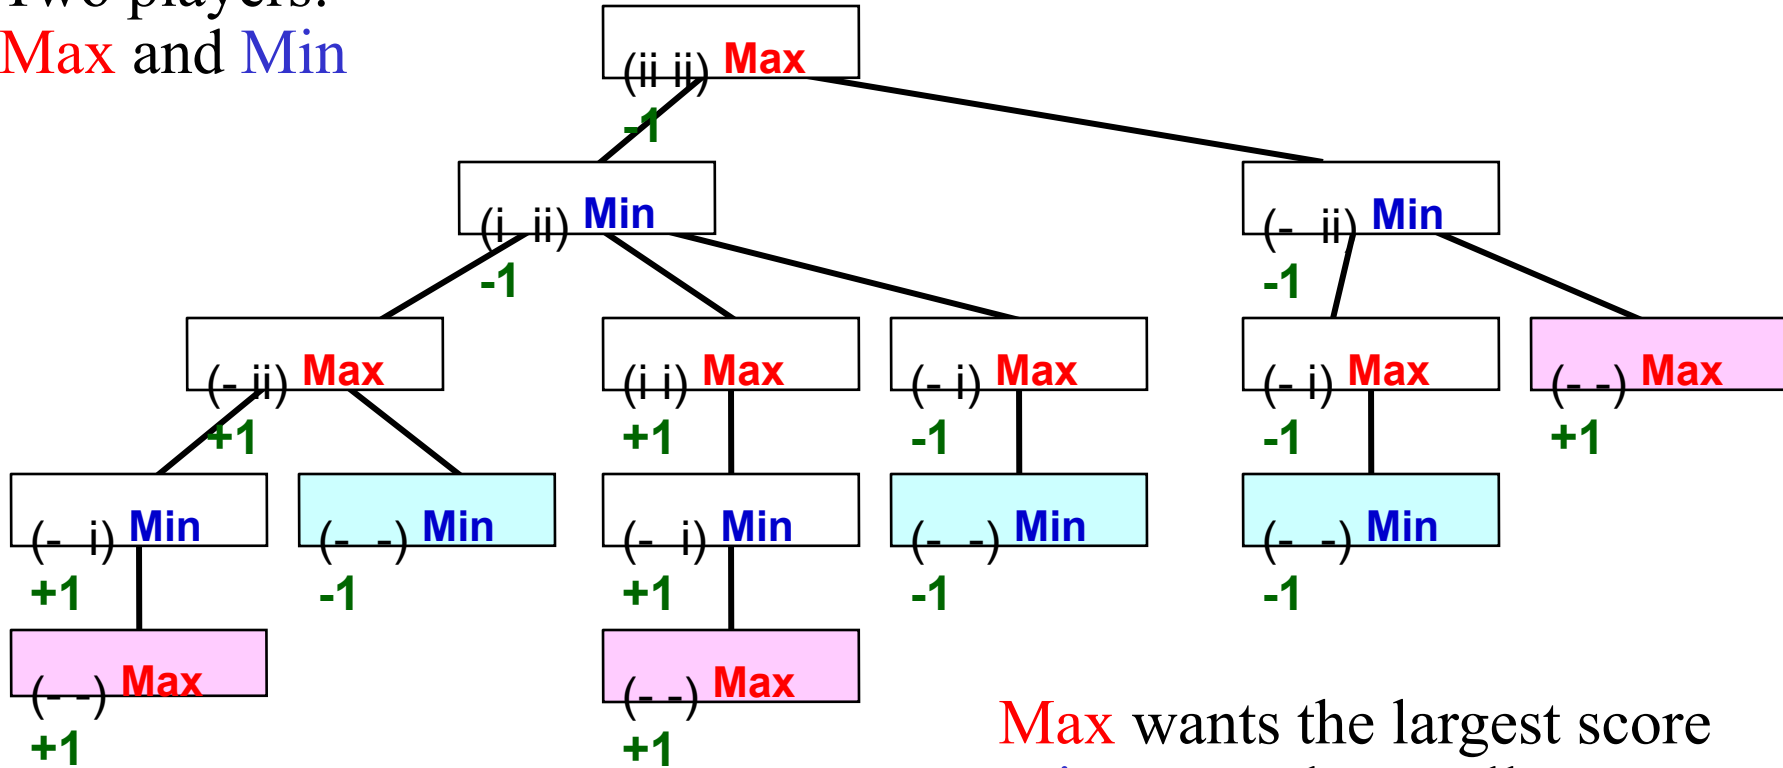 Two players:
Max and Min
(ii ii) Max
-1
(i ii) Min
-1
(- ii) Min
-1
(- ii) Max
+1
(i i) Max
+1
(- i) Max
-1
(- i) Max
-1
(- -) Max
+1
(- i) Min
+1
(- -) Min
-1
(- i) Min
+1
(- -) Min
-1
(- -) Min
-1
(- -) Max
+1
(- -) Max
+1
Max wants the largest score